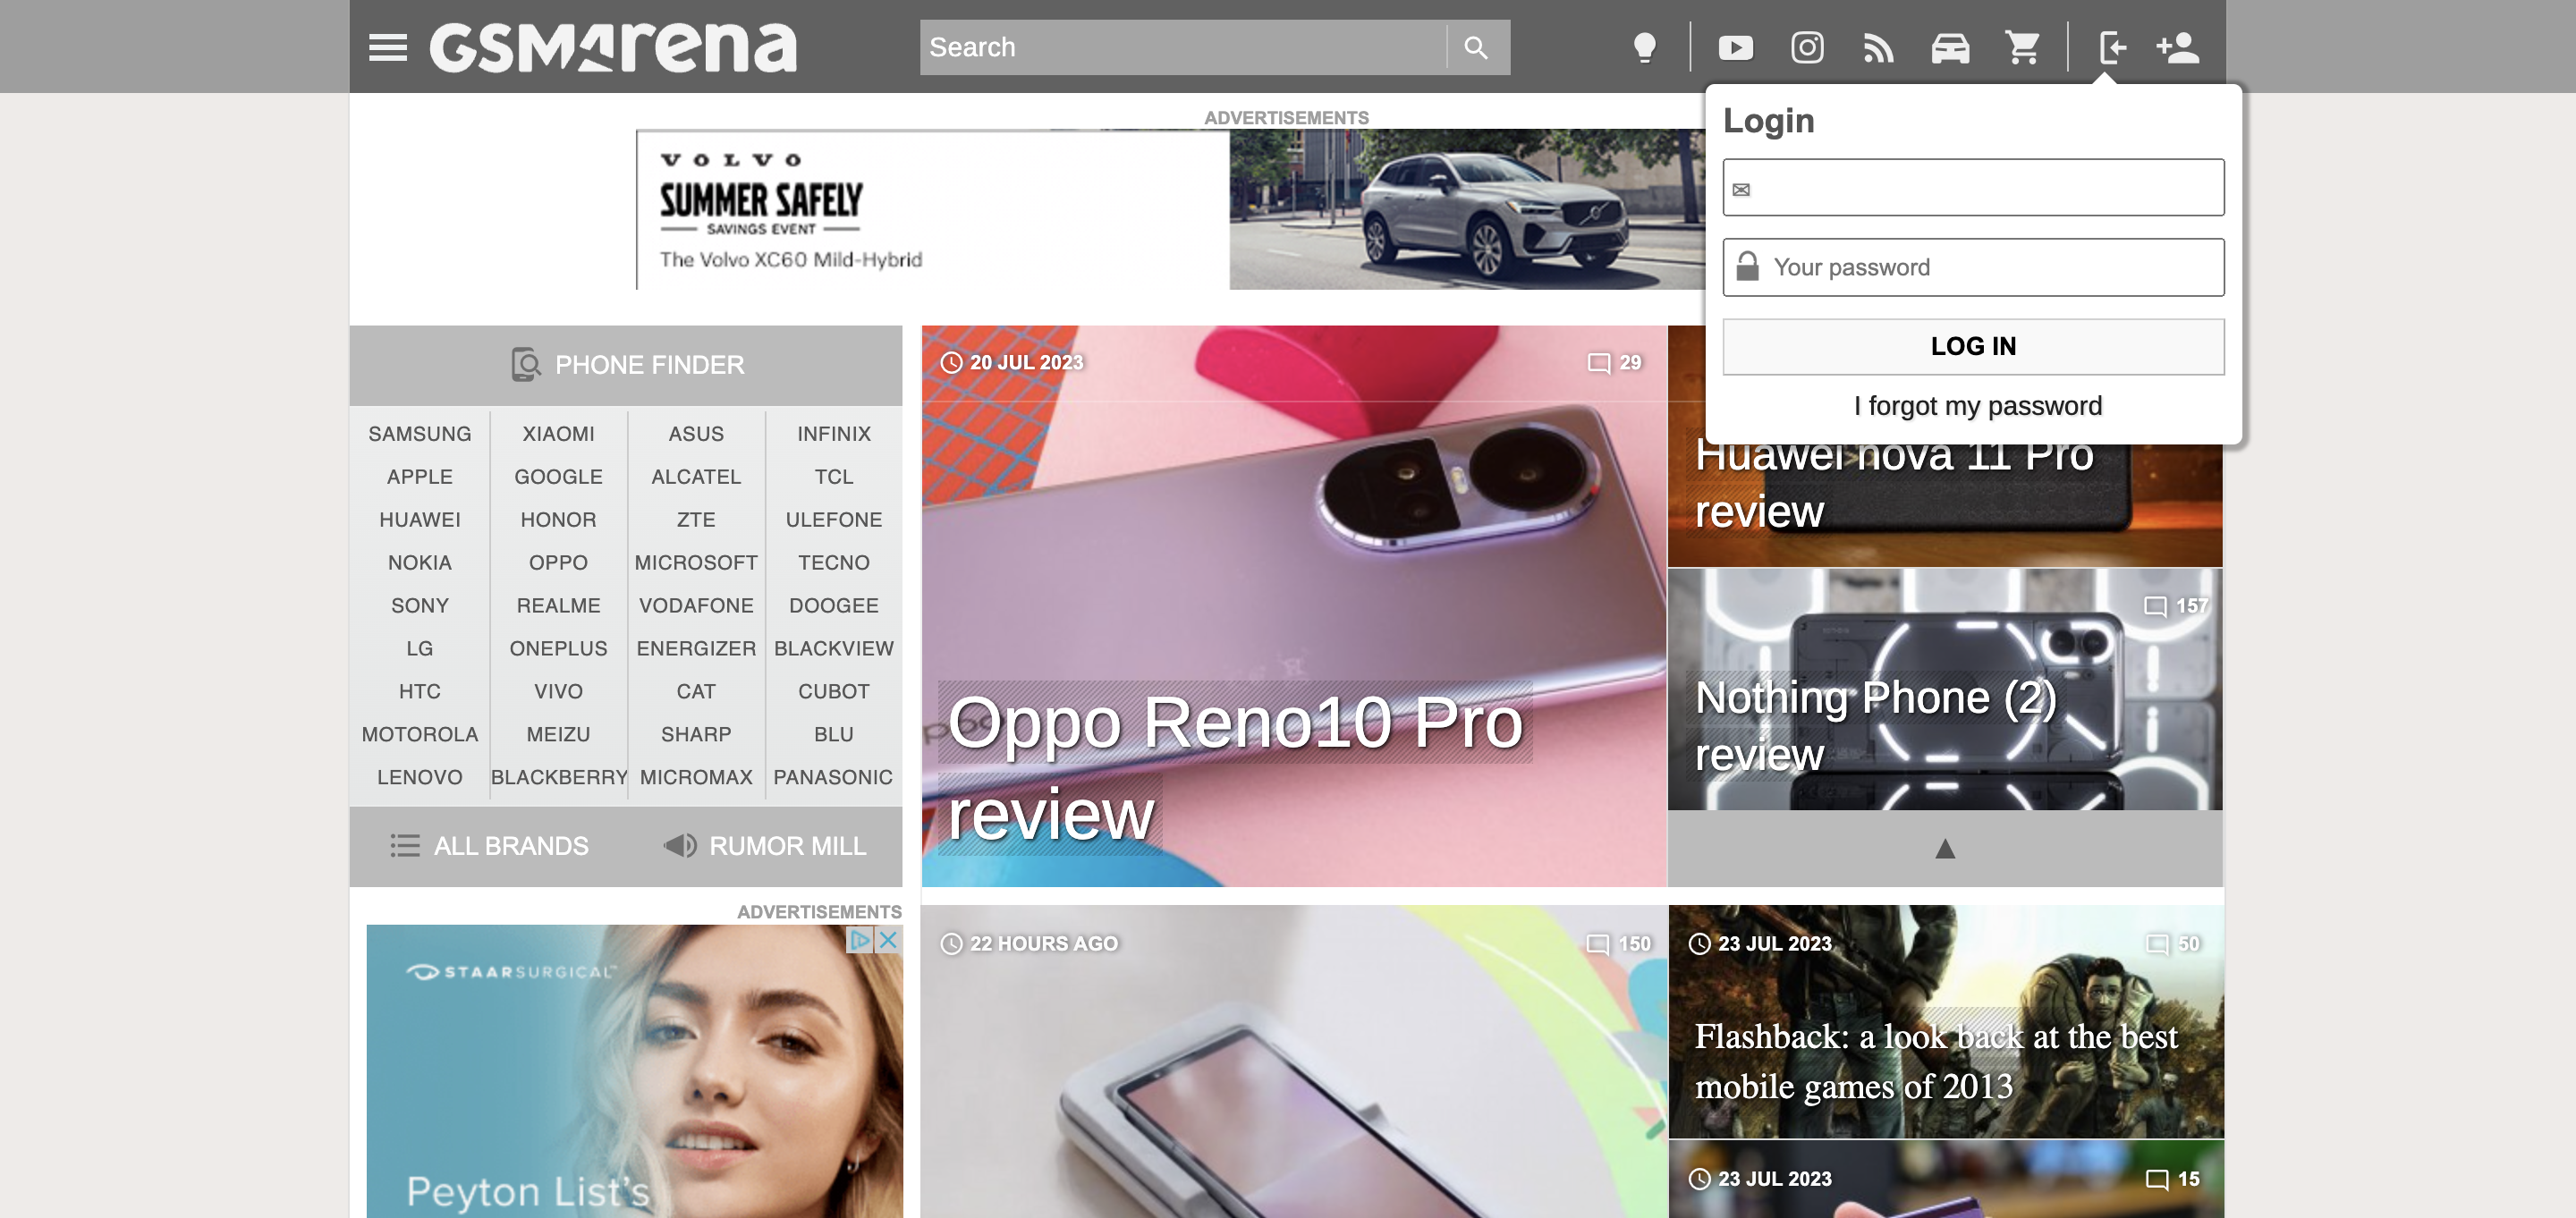 GSMArena
Search
Login
✉
Your password
LOG IN
I forgot my password
ADVERTISEMENTS
VOLVO
SUMMER SAFELY
SAVINGS EVENT
The Volvo XC60 Mild-Hybrid
PHONE FINDER
SAMSUNG XIAOMI ASUS INFINIX
APPLE GOOGLE ALCATEL TCL
HUAWEI HONOR ZTE ULEFONE
NOKIA OPPO MICROSOFT TECNO
SONY REALME VODAFONE DOOGEE
LG ONEPLUS ENERGIZER BLACKVIEW
HTC VIVO CAT CUBOT
MOTOROLA MEIZU SHARP BLU
LENOVO BLACKBERRY MICROMAX PANASONIC
ALL BRANDS RUMOR MILL
20 JUL 2023 29
Oppo Reno10 Pro
review
Huawei nova 11 Pro
review
157
Nothing Phone (2)
review
▲
ADVERTISEMENTS
STAAR SURGICAL™
Peyton List's
22 HOURS AGO 150
23 JUL 2023 50
Flashback: a look back at the best
mobile games of 2013
23 JUL 2023 15